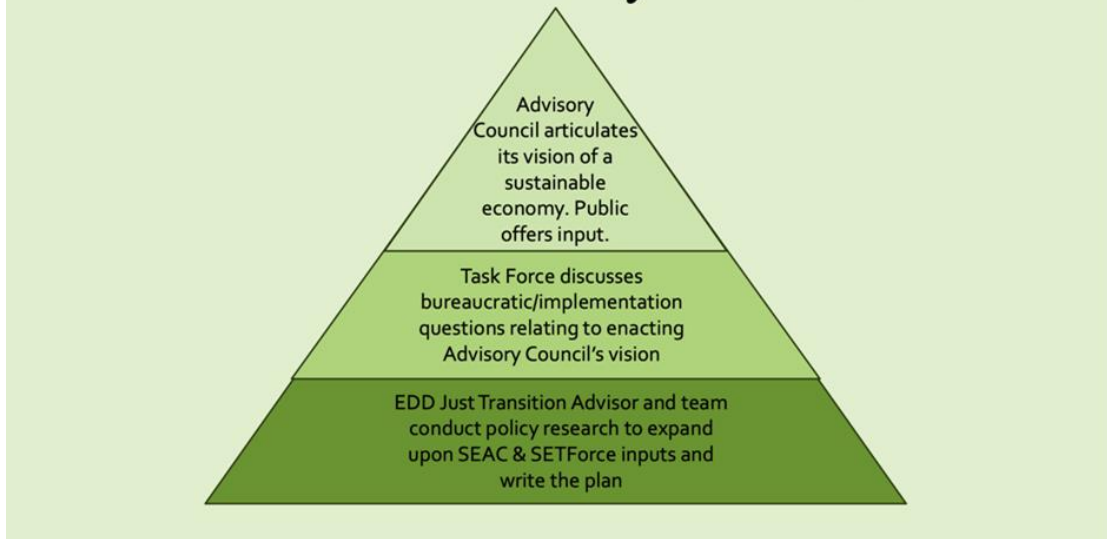 Advisory
Council articulates
its vision of a
sustainable
economy. Public
offers input.
Task Force discusses
bureaucratic/implementation
questions relating to enacting
Advisory Council's vision
EDD Just Transition Advisor and team
conduct policy research to expand
upon SEAC & SETForce inputs and
write the plan